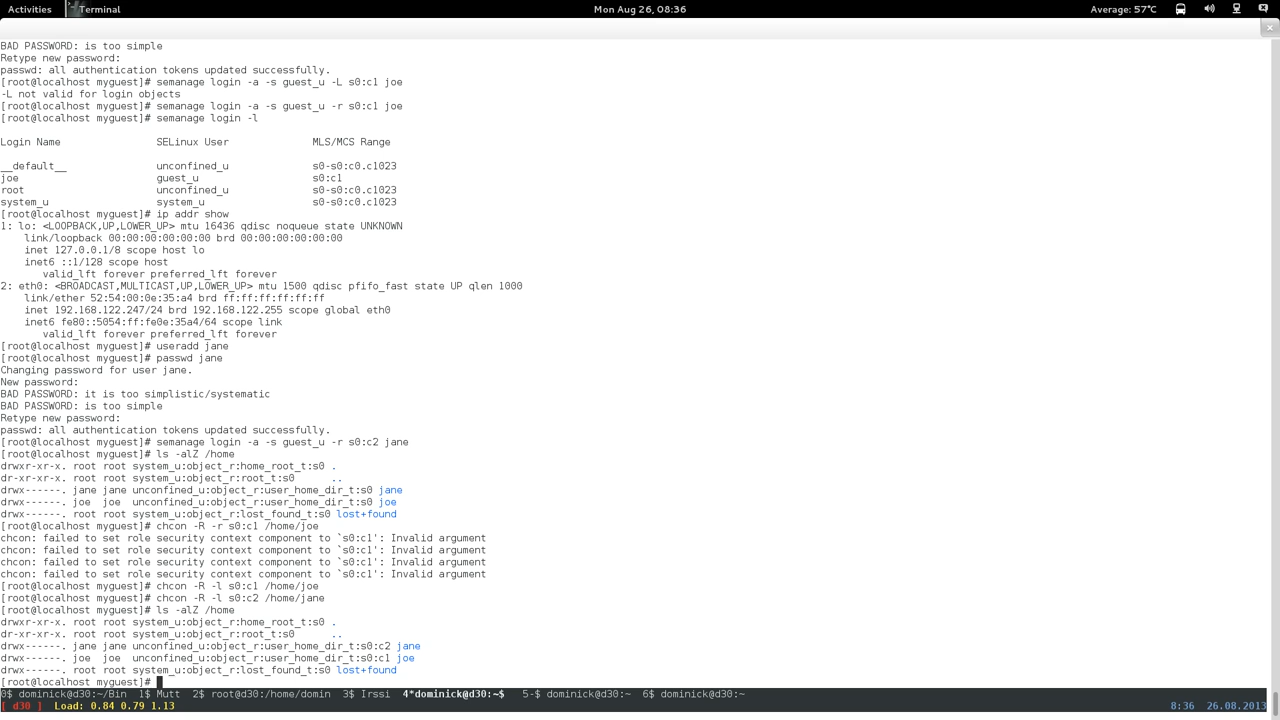 Activities Terminal Mon Aug 26, 08:36 Average: 57°C
BAD PASSWORD: is too simple
Retype new password:
passwd: all authentication tokens updated successfully.
[root@localhost myguest]# semanage login -a -s guest_u -L s0:c1 joe
-L not valid for login objects
[root@localhost myguest]# semanage login -a -s guest_u -r s0:c1 joe
[root@localhost myguest]# semanage login -l
Login Name                SELinux User              MLS/MCS Range
__default__               unconfined_u              s0-s0:c0.c1023
joe                       guest_u                   s0:c1
root                      unconfined_u              s0-s0:c0.c1023
system_u                  system_u                  s0-s0:c0.c1023
[root@localhost myguest]# ip addr show
1: lo: <LOOPBACK,UP,LOWER_UP> mtu 16436 qdisc noqueue state UNKNOWN
    link/loopback 00:00:00:00:00:00 brd 00:00:00:00:00:00
    inet 127.0.0.1/8 scope host lo
    inet6 ::1/128 scope host
       valid_lft forever preferred_lft forever
2: eth0: <BROADCAST,MULTICAST,UP,LOWER_UP> mtu 1500 qdisc pfifo_fast state UP qlen 1000
    link/ether 52:54:00:0e:35:a4 brd ff:ff:ff:ff:ff:ff
    inet 192.168.122.247/24 brd 192.168.122.255 scope global eth0
    inet6 fe80::5054:ff:fe0e:35a4/64 scope link
       valid_lft forever preferred_lft forever
[root@localhost myguest]# useradd jane
[root@localhost myguest]# passwd jane
Changing password for user jane.
New password:
BAD PASSWORD: it is too simplistic/systematic
BAD PASSWORD: is too simple
Retype new password:
passwd: all authentication tokens updated successfully.
[root@localhost myguest]# semanage login -a -s guest_u -r s0:c2 jane
[root@localhost myguest]# ls -alZ /home
drwxr-xr-x. root root system_u:object_r:home_root_t:s0 .
dr-xr-xr-x. root root system_u:object_r:root_t:s0      ..
drwx------. jane jane unconfined_u:object_r:user_home_dir_t:s0 jane
drwx------. joe  joe  unconfined_u:object_r:user_home_dir_t:s0 joe
drwx------. root root system_u:object_r:lost_found_t:s0 lost+found
[root@localhost myguest]# chcon -R -r s0:c1 /home/joe
chcon: failed to set role security context component to `s0:c1': Invalid argument
chcon: failed to set role security context component to `s0:c1': Invalid argument
chcon: failed to set role security context component to `s0:c1': Invalid argument
chcon: failed to set role security context component to `s0:c1': Invalid argument
[root@localhost myguest]# chcon -R -l s0:c1 /home/joe
[root@localhost myguest]# chcon -R -l s0:c2 /home/jane
[root@localhost myguest]# ls -alZ /home
drwxr-xr-x. root root system_u:object_r:home_root_t:s0 .
dr-xr-xr-x. root root system_u:object_r:root_t:s0      ..
drwx------. jane jane unconfined_u:object_r:user_home_dir_t:s0:c2 jane
drwx------. joe  joe  unconfined_u:object_r:user_home_dir_t:s0:c1 joe
drwx------. root root system_u:object_r:lost_found_t:s0 lost+found
[root@localhost myguest]#
0$ dominick@d30:~/Bin  1$ Mutt  2$ root@d30:/home/domin  3$ Irssi  4*dominick@d30:~$   5-$ dominick@d30:~  6$ dominick@d30:~
[ d30 ]  Load: 0.84 0.79 1.13 8:36  26.08.2013